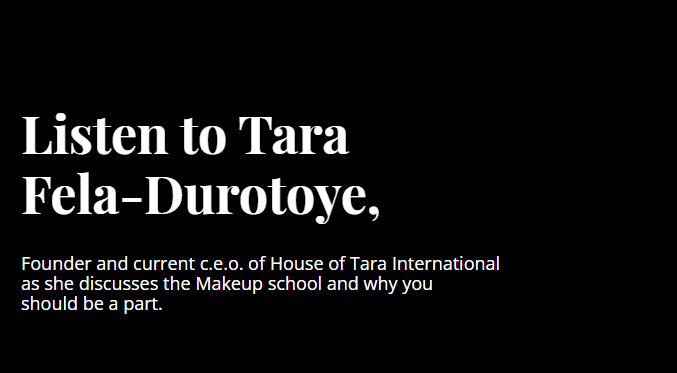 Listen to Tara
Fela-Durotoye,
Founder and current c.e.o. of House of Tara International
as she discusses the Makeup school and why you
should be a part.